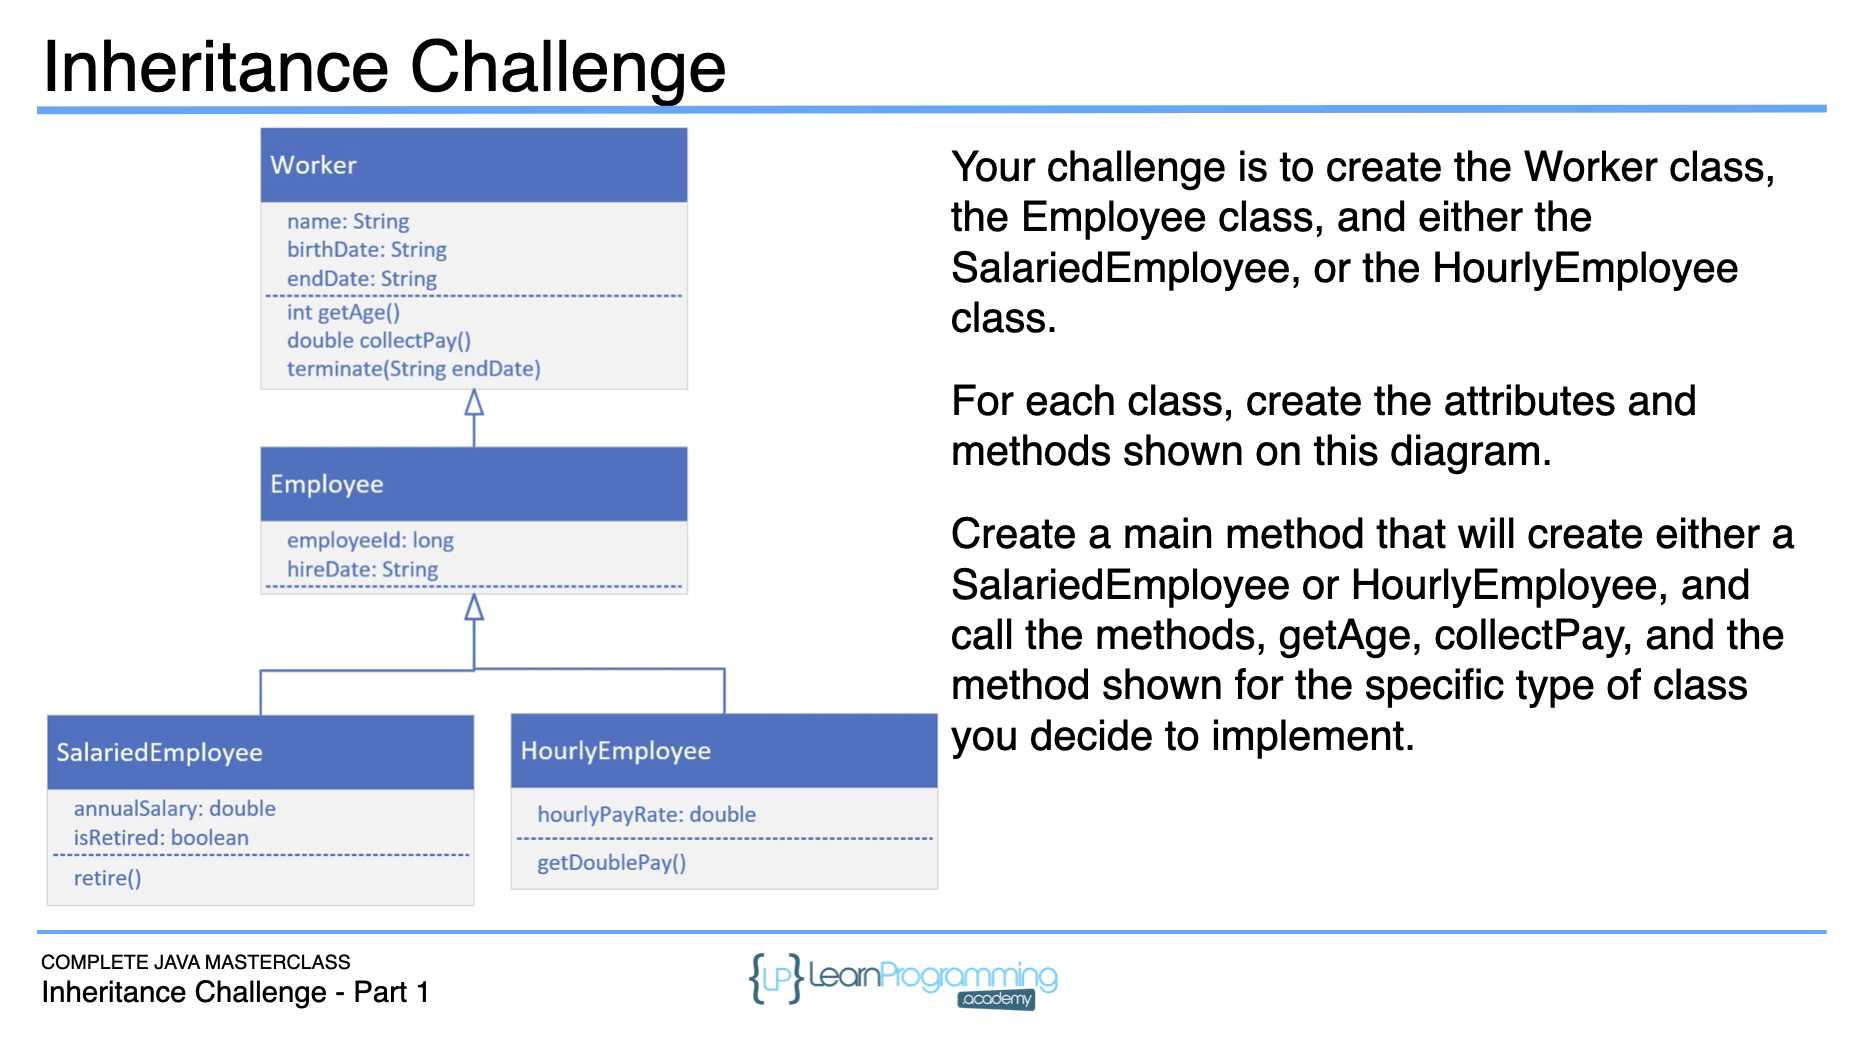 Inheritance Challenge
Worker
name: String
birthDate: String
endDate: String
int getAge()
double collectPay()
terminate(String endDate)
Employee
employeeId: long
hireDate: String
SalariedEmployee
annualSalary: double
isRetired: boolean
retire()
HourlyEmployee
hourlyPayRate: double
getDoublePay()
Your challenge is to create the Worker class,
the Employee class, and either the
SalariedEmployee, or the HourlyEmployee
class.
For each class, create the attributes and
methods shown on this diagram.
Create a main method that will create either a
SalariedEmployee or HourlyEmployee, and
call the methods, getAge, collectPay, and the
method shown for the specific type of class
you decide to implement.
COMPLETE JAVA MASTERCLASS
Inheritance Challenge - Part 1
{LP} LearnProgramming
.academy